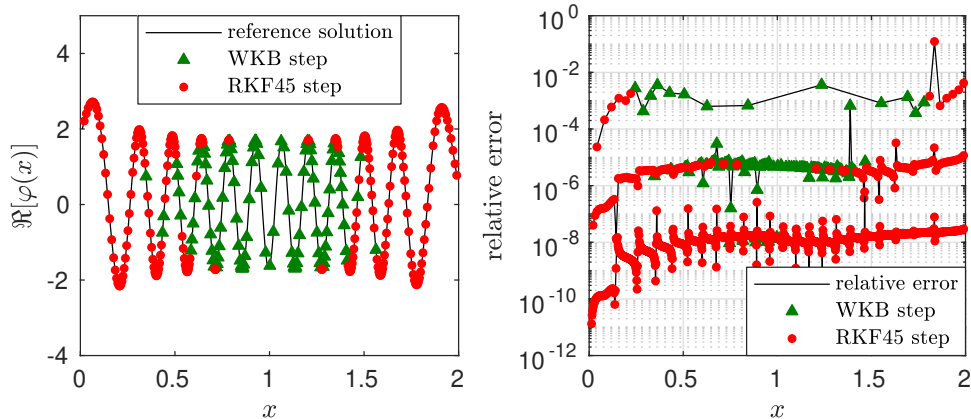 reference solution
WKB step
RKF45 step
4
2
0
-2
-4
ℜ[φ(x)]
0 0.5 1 1.5 2
x
10^0
10^-2
10^-4
10^-6
10^-8
10^-10
10^-12
relative error
relative error
WKB step
RKF45 step
0 0.5 1 1.5 2
x